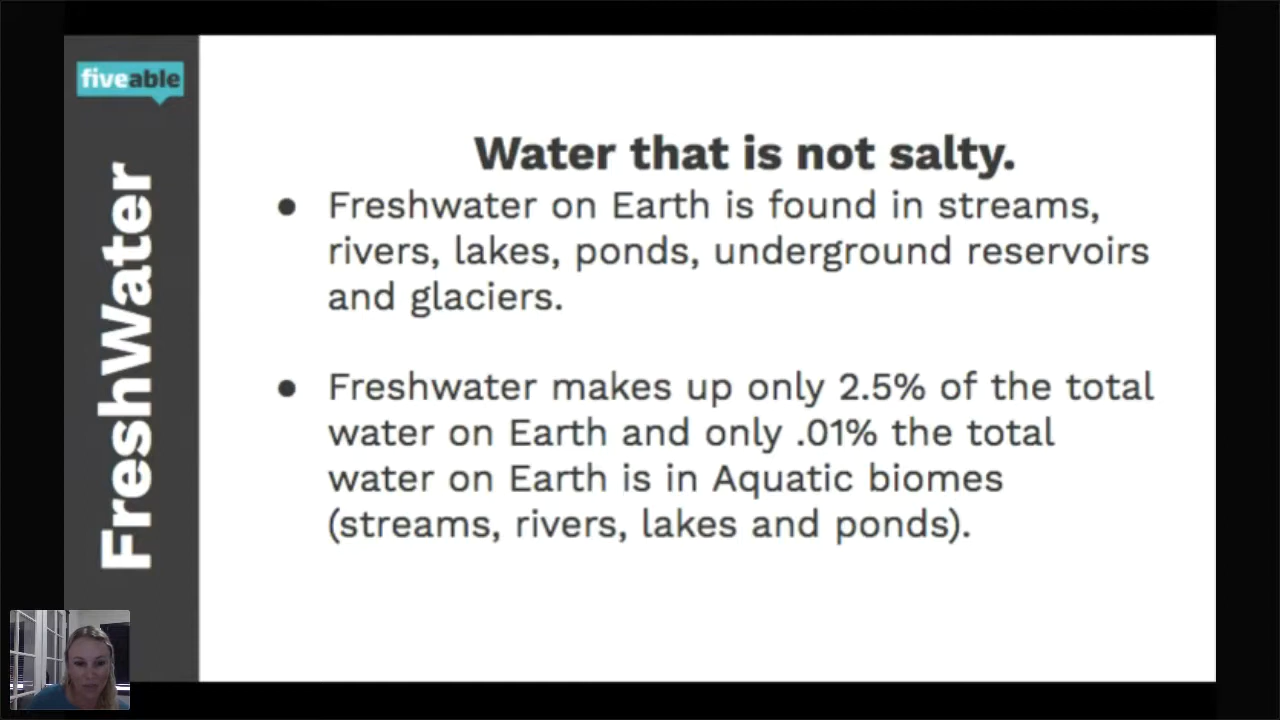 fiveable
FreshWater
Water that is not salty.
● Freshwater on Earth is found in streams,
rivers, lakes, ponds, underground reservoirs
and glaciers.
● Freshwater makes up only 2.5% of the total
water on Earth and only .01% the total
water on Earth is in Aquatic biomes
(streams, rivers, lakes and ponds).